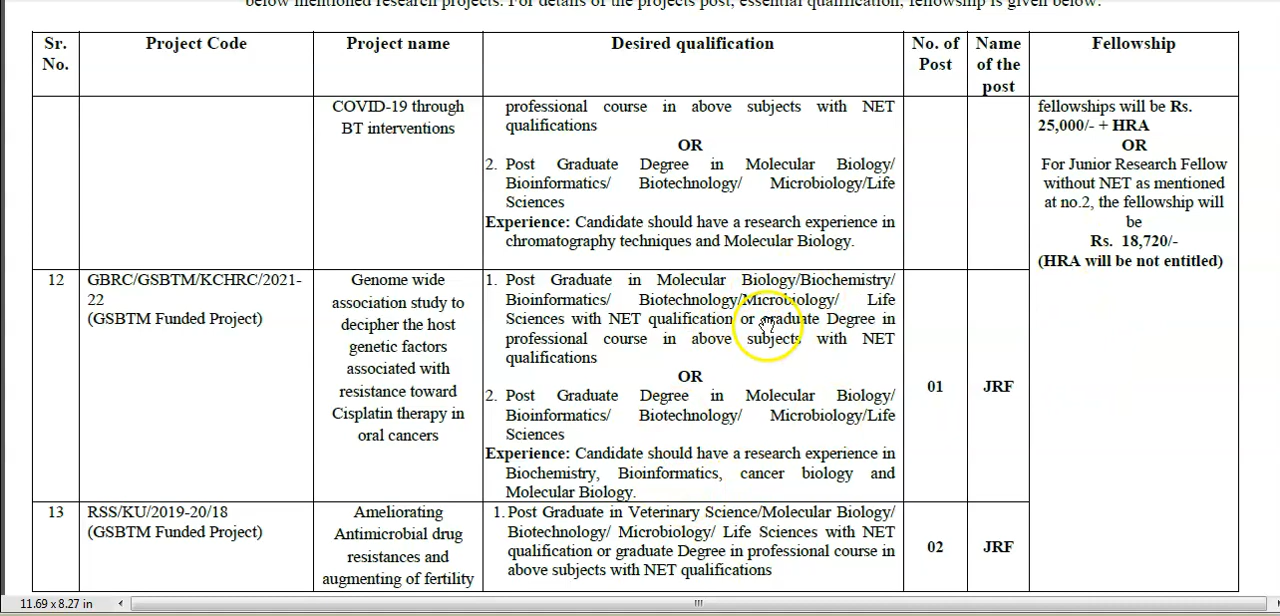 below mentioned research projects. For details of the projects post, essential qualification, fellowship is given below:
Sr. No.
Project Code
Project name
Desired qualification
No. of Post
Name of the post
Fellowship
COVID-19 through
BT interventions
professional course in above subjects with NET
qualifications
OR
2. Post Graduate Degree in Molecular Biology/
Bioinformatics/ Biotechnology/ Microbiology/Life
Sciences
Experience: Candidate should have a research experience in
chromatography techniques and Molecular Biology.
fellowships will be Rs.
25,000/- + HRA
OR
For Junior Research Fellow
without NET as mentioned
at no.2, the fellowship will
be
Rs. 18,720/-
(HRA will be not entitled)
12
GBRC/GSBTM/KCHRC/2021-
22
(GSBTM Funded Project)
Genome wide
association study to
decipher the host
genetic factors
associated with
resistance toward
Cisplatin therapy in
oral cancers
1. Post Graduate in Molecular Biology/Biochemistry/
Bioinformatics/ Biotechnology/Microbiology/ Life
Sciences with NET qualification or graduate Degree in
professional course in above subjects with NET
qualifications
OR
2. Post Graduate Degree in Molecular Biology/
Bioinformatics/ Biotechnology/ Microbiology/Life
Sciences
Experience: Candidate should have a research experience in
Biochemistry, Bioinformatics, cancer biology and
Molecular Biology.
01
JRF
13
RSS/KU/2019-20/18
(GSBTM Funded Project)
Ameliorating
Antimicrobial drug
resistances and
augmenting of fertility
1. Post Graduate in Veterinary Science/Molecular Biology/
Biotechnology/ Microbiology/ Life Sciences with NET
qualification or graduate Degree in professional course in
above subjects with NET qualifications
02
JRF
11.69 x 8.27 in